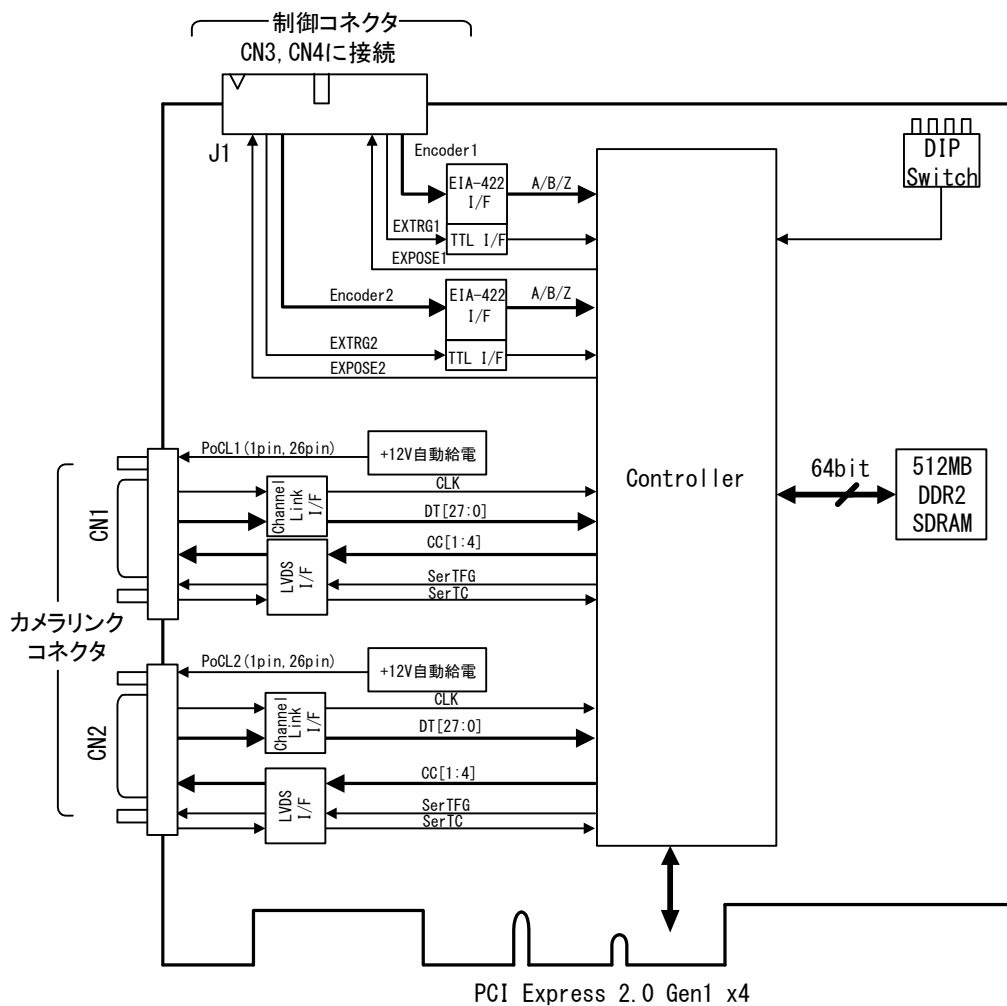 制御コネクタ
CN3, CN4に接続
J1
Encoder1
EIA-422
I/F
A/B/Z
EXTRG1
TTL I/F
EXPOSE1
Encoder2
EIA-422
I/F
A/B/Z
EXTRG2
TTL I/F
EXPOSE2
DIP
Switch
Controller
64bit
512MB
DDR2
SDRAM
カメラリンク
コネクタ
CN1
PoCL1(1pin, 26pin)
+12V自動給電
Channel
Link
I/F
CLK
DT[27:0]
LVDS
I/F
CC[1:4]
SerTFG
SerTC
CN2
PoCL2(1pin, 26pin)
+12V自動給電
Channel
Link
I/F
CLK
DT[27:0]
LVDS
I/F
CC[1:4]
SerTFG
SerTC
PCI Express 2.0 Gen1 x4